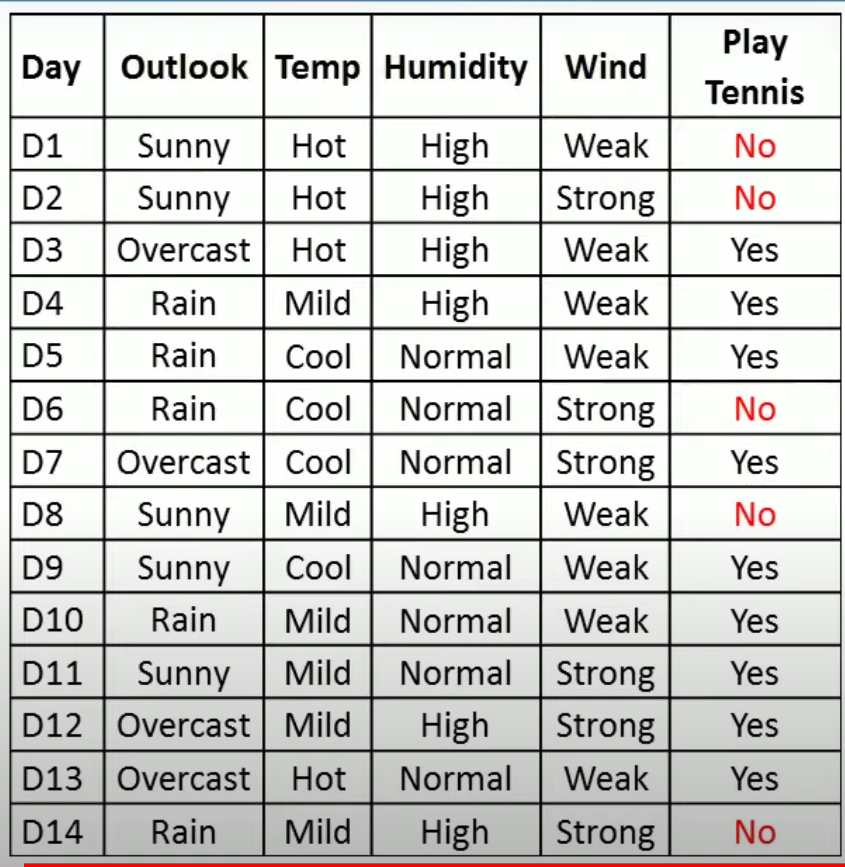 Day Outlook Temp Humidity Wind Play Tennis
D1 Sunny Hot High Weak No
D2 Sunny Hot High Strong No
D3 Overcast Hot High Weak Yes
D4 Rain Mild High Weak Yes
D5 Rain Cool Normal Weak Yes
D6 Rain Cool Normal Strong No
D7 Overcast Cool Normal Strong Yes
D8 Sunny Mild High Weak No
D9 Sunny Cool Normal Weak Yes
D10 Rain Mild Normal Weak Yes
D11 Sunny Mild Normal Strong Yes
D12 Overcast Mild High Strong Yes
D13 Overcast Hot Normal Weak Yes
D14 Rain Mild High Strong No